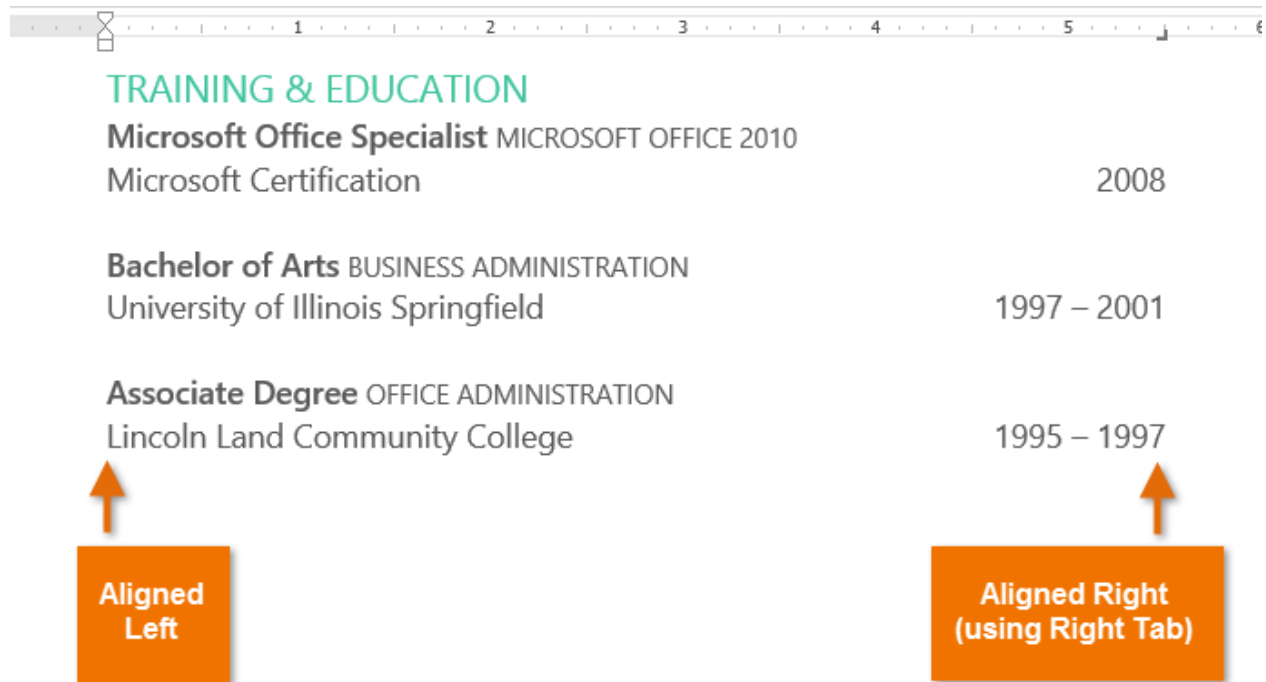 1 2 3 4 5 6
TRAINING & EDUCATION
Microsoft Office Specialist MICROSOFT OFFICE 2010
Microsoft Certification 2008
Bachelor of Arts BUSINESS ADMINISTRATION
University of Illinois Springfield 1997 – 2001
Associate Degree OFFICE ADMINISTRATION
Lincoln Land Community College 1995 – 1997
Aligned
Left
Aligned Right
(using Right Tab)